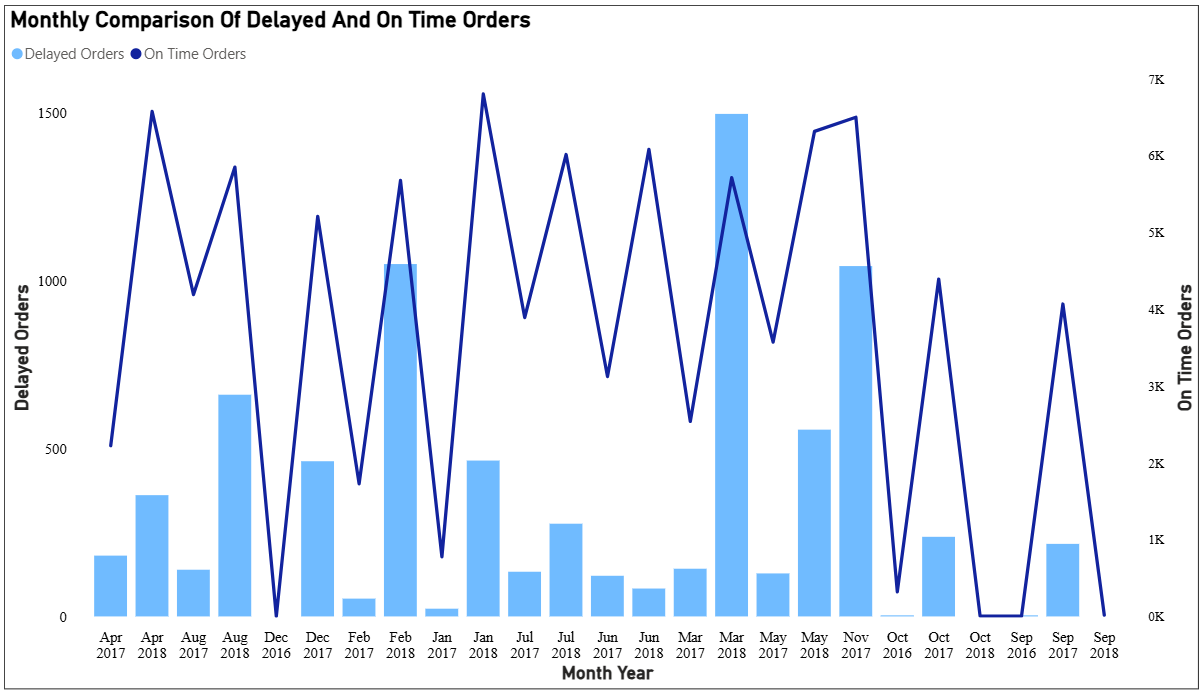 Monthly Comparison Of Delayed And On Time Orders
Delayed Orders On Time Orders
7K
1500
6K
5K
1000
4K
3K
500
2K
1K
0
0K
Delayed Orders
On Time Orders
Apr Apr Aug Aug Dec Dec Feb Feb Jan Jan Jul Jul Jun Jun Mar Mar May May Nov Oct Oct Oct Sep Sep Sep
2017 2018 2017 2018 2016 2017 2017 2018 2017 2018 2017 2018 2017 2018 2017 2018 2017 2018 2017 2016 2017 2018 2016 2017 2018
Month Year